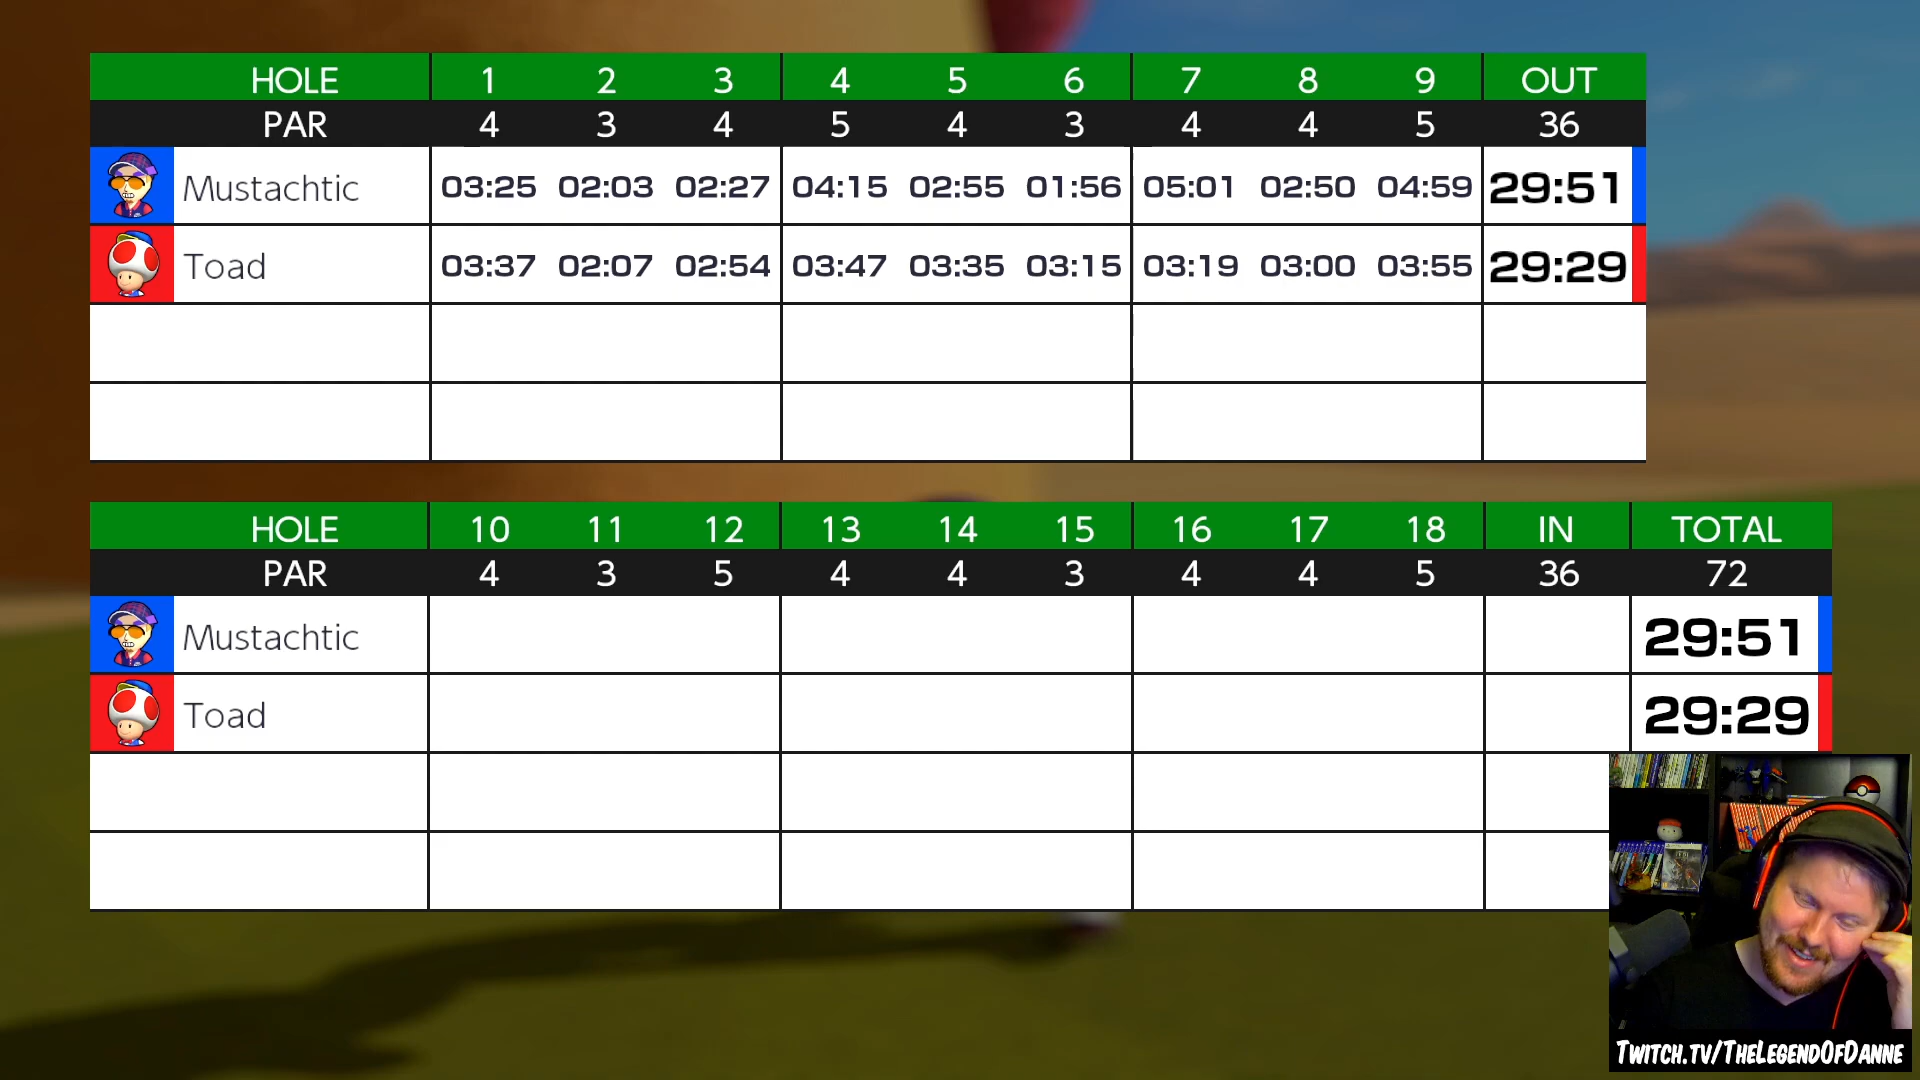 HOLE 1 2 3 4 5 6 7 8 9 OUT
PAR 4 3 4 5 4 3 4 4 5 36
Mustachtic 03:25 02:03 02:27 04:15 02:55 01:56 05:01 02:50 04:59 29:51
Toad 03:37 02:07 02:54 03:47 03:35 03:15 03:19 03:00 03:55 29:29
HOLE 10 11 12 13 14 15 16 17 18 IN TOTAL
PAR 4 3 5 4 4 3 4 4 5 36 72
Mustachtic 29:51
Toad 29:29
TWITCH.TV/THELEGENDOFDANNE